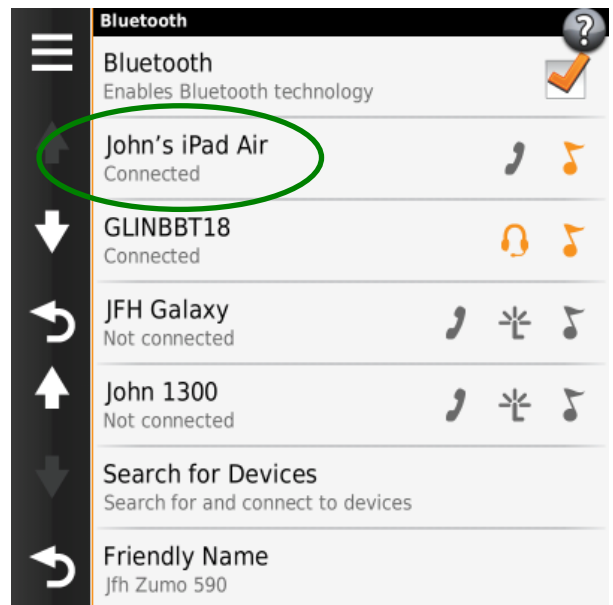 Bluetooth
?
Bluetooth
Enables Bluetooth technology
John's iPad Air
Connected
GLINBBT18
Connected
JFH Galaxy
Not connected
John 1300
Not connected
Search for Devices
Search for and connect to devices
Friendly Name
Jfh Zumo 590